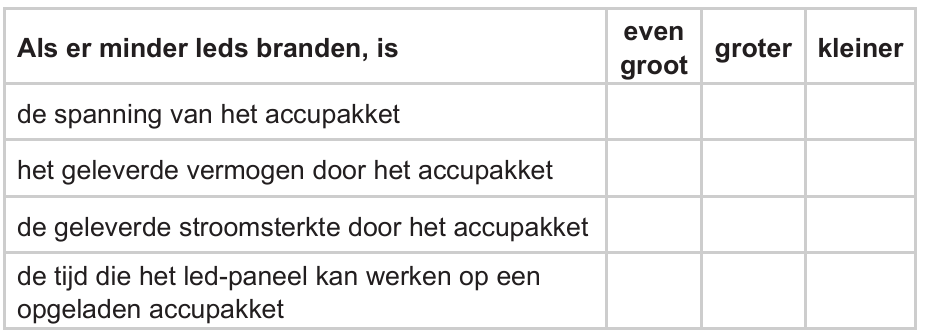 Als er minder leds branden, is
even
groot
groter
kleiner
de spanning van het accupakket
het geleverde vermogen door het accupakket
de geleverde stroomsterkte door het accupakket
de tijd die het led-paneel kan werken op een
opgeladen accupakket